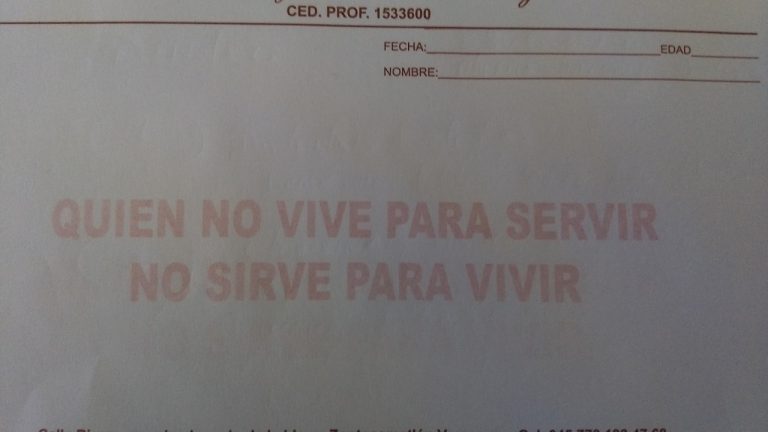 CED. PROF. 1533600
FECHA: EDAD
NOMBRE:
QUIEN NO VIVE PARA SERVIR
NO SIRVE PARA VIVIR